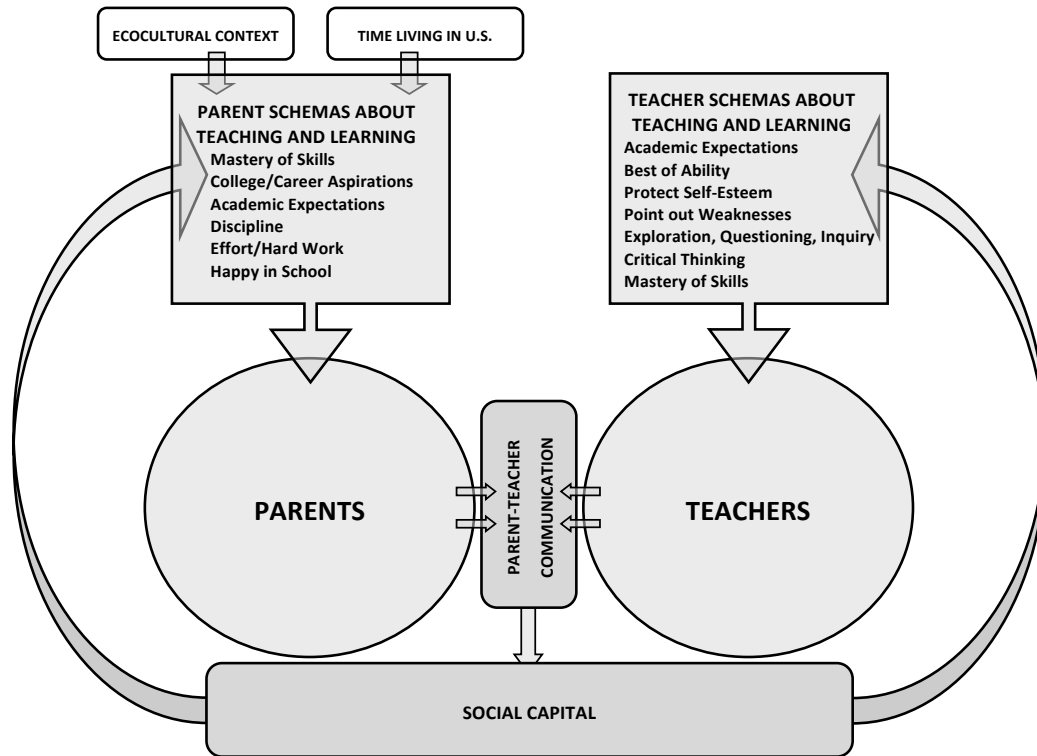 ECOCULTURAL CONTEXT
TIME LIVING IN U.S.
PARENT SCHEMAS ABOUT
TEACHING AND LEARNING
Mastery of Skills
College/Career Aspirations
Academic Expectations
Discipline
Effort/Hard Work
Happy in School
TEACHER SCHEMAS ABOUT
TEACHING AND LEARNING
Academic Expectations
Best of Ability
Protect Self-Esteem
Point out Weaknesses
Exploration, Questioning, Inquiry
Critical Thinking
Mastery of Skills
PARENTS
PARENT-TEACHER
COMMUNICATION
TEACHERS
SOCIAL CAPITAL